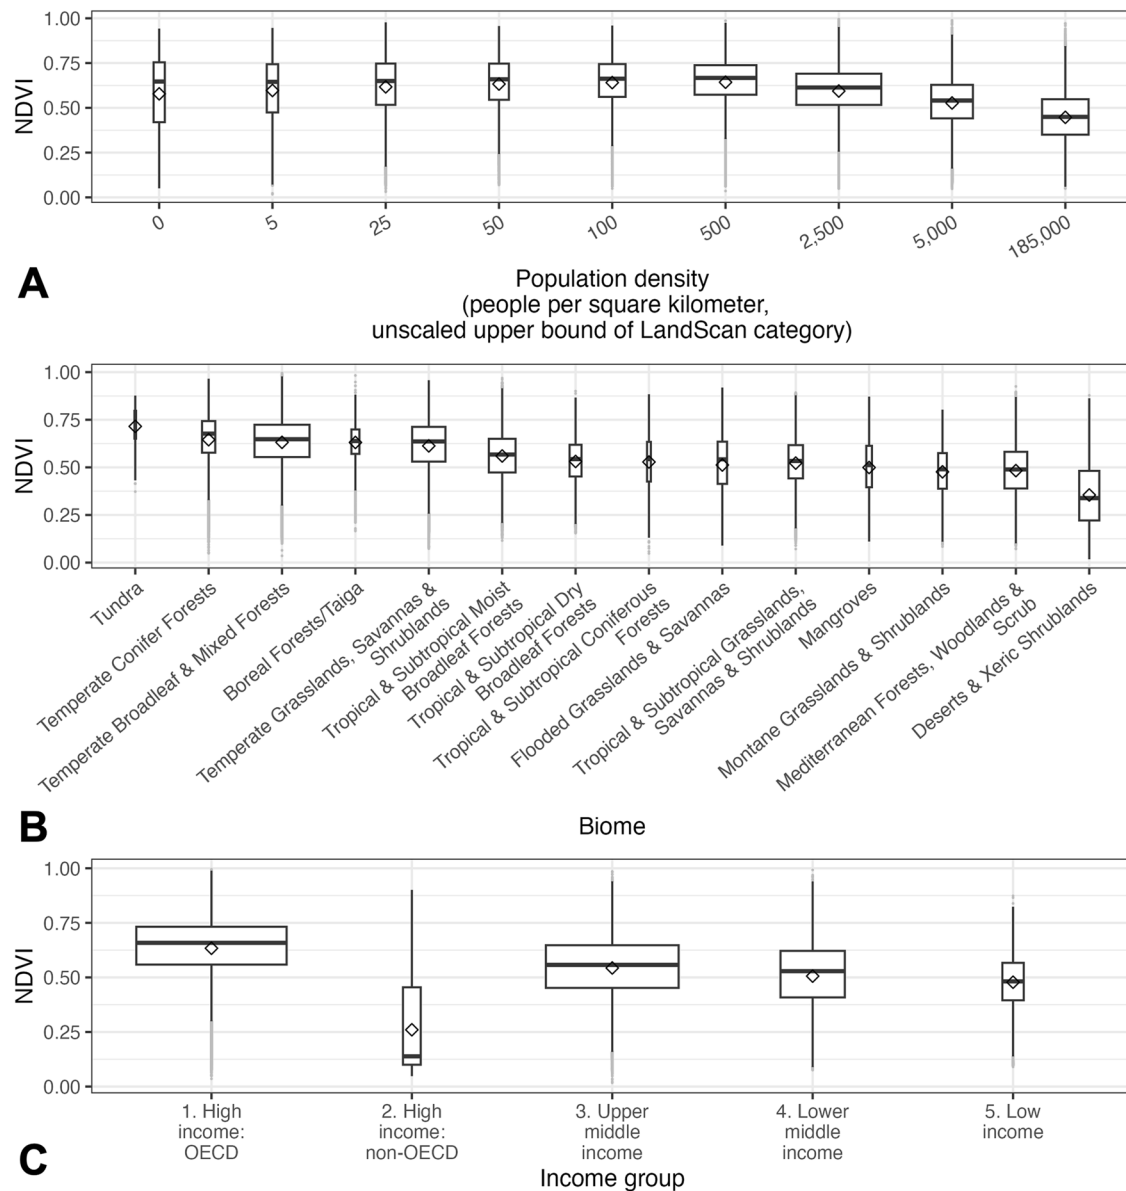 1.00
0.75
0.50
0.25
0.00
NDVI
0
5
25
50
100
500
2,500
5,000
185,000
A
Population density
(people per square kilometer,
unscaled upper bound of LandScan category)
1.00
0.75
0.50
0.25
0.00
NDVI
Tundra
Temperate Conifer Forests
Temperate Broadleaf & Mixed Forests
Boreal Forests/Taiga
Temperate Grasslands, Savannas &
Shrublands
Tropical & Subtropical Moist
Broadleaf Forests
Tropical & Subtropical Dry
Broadleaf Forests
Tropical & Subtropical Coniferous
Forests
Flooded Grasslands & Savannas
Tropical & Subtropical Grasslands,
Savannas & Shrublands
Mangroves
Montane Grasslands & Shrublands
Mediterranean Forests, Woodlands &
Scrub
Deserts & Xeric Shrublands
B
Biome
1.00
0.75
0.50
0.25
0.00
NDVI
1. High
income:
OECD
2. High
income:
non-OECD
3. Upper
middle
income
4. Lower
middle
income
5. Low
income
C
Income group